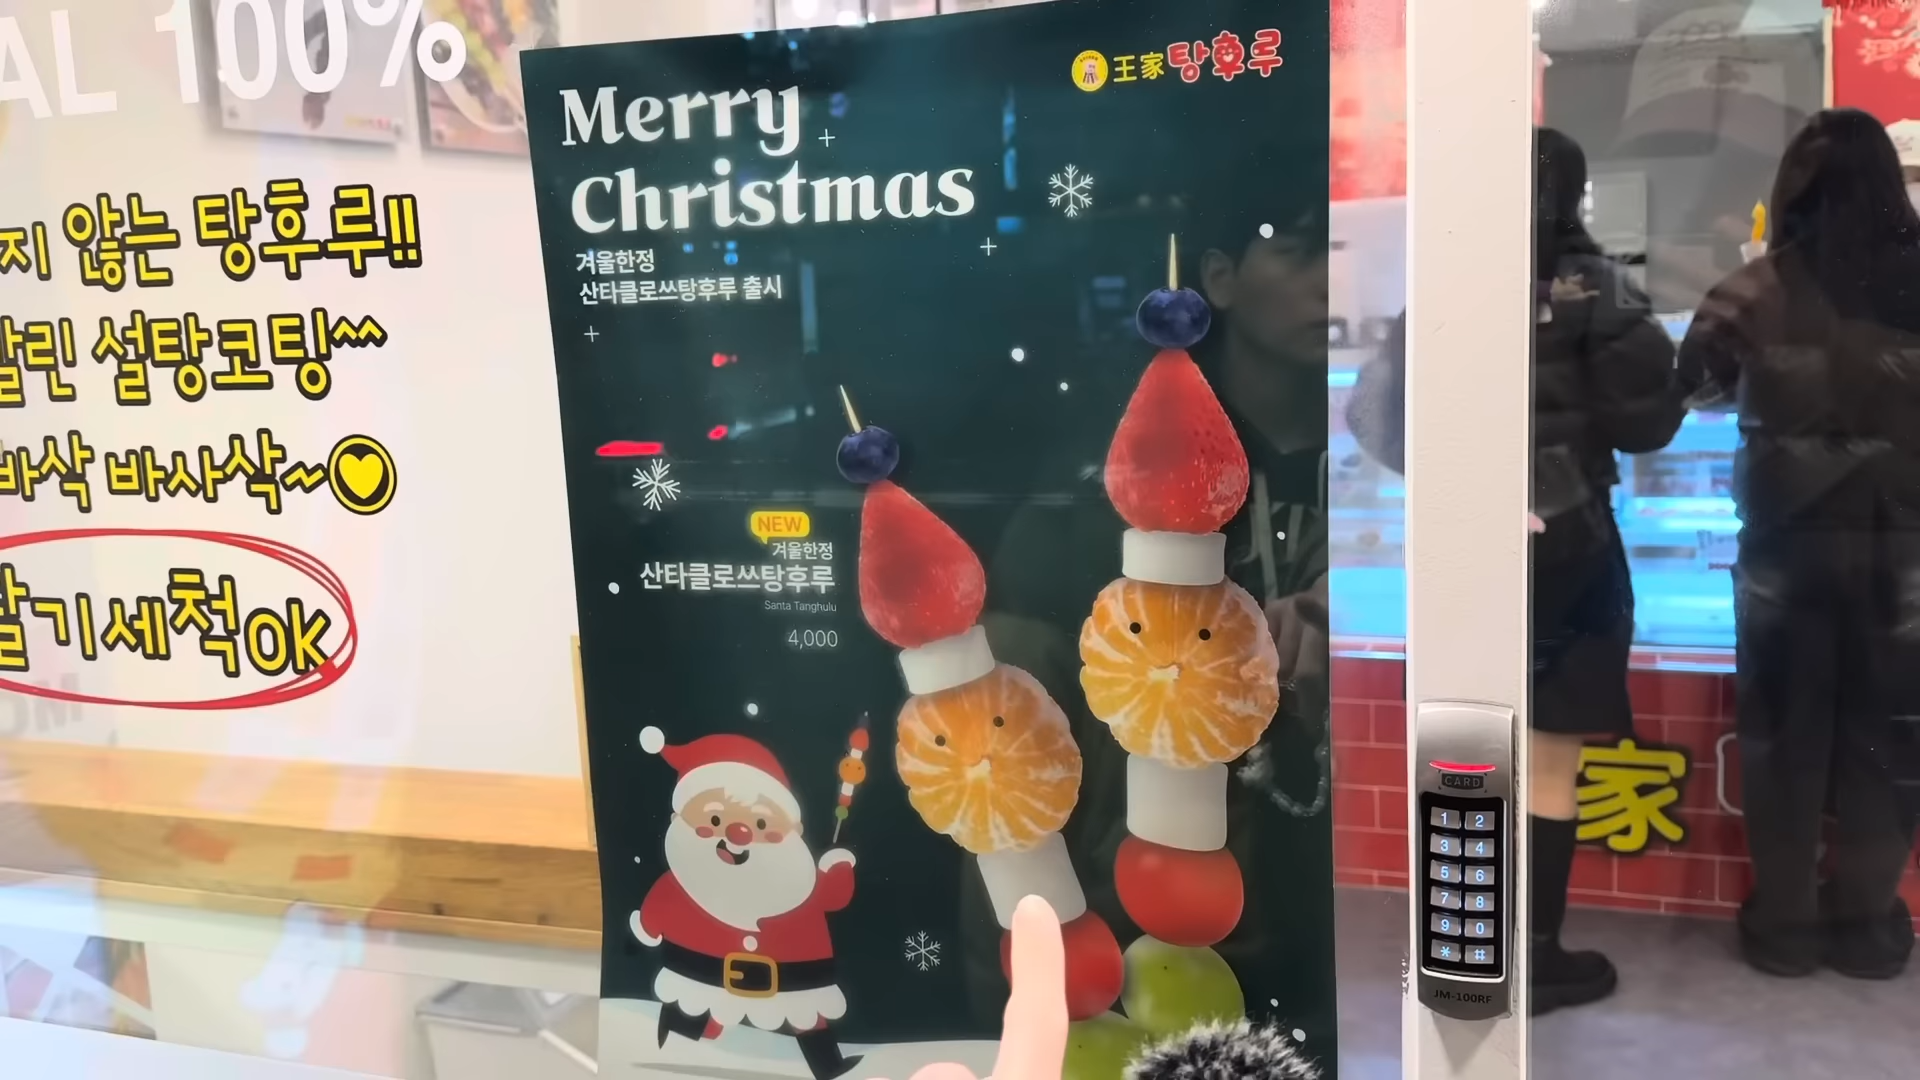 AL 100%
지 않는 탕후루!!
린 설탕코팅^^
바삭 바사삭~
딸기세척OK
王家탕후루
Merry
Christmas
겨울한정
산타클로쓰탕후루 출시
NEW
겨울한정
산타클로쓰탕후루
Santa Tanghulu
4,000
家
CARD
1 2
3 4
5 6
7 8
9 0
* #
JM-100RF